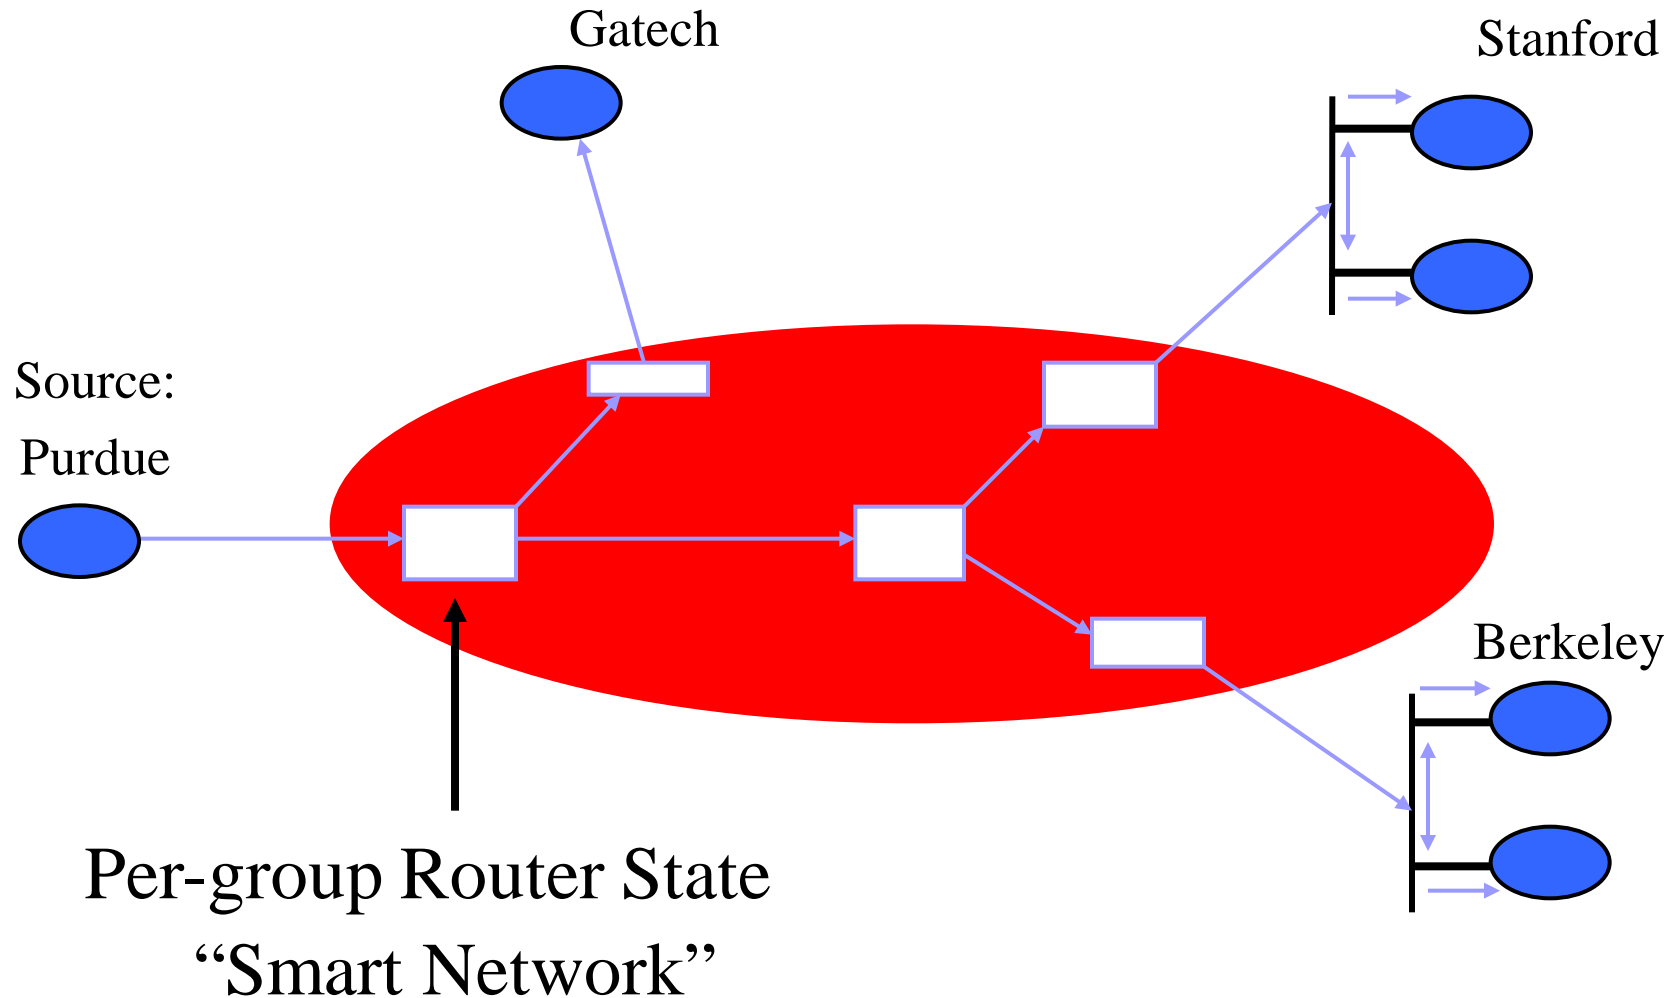 Gatech
Stanford
Source:
Purdue
Berkeley
Per-group Router State
“Smart Network”